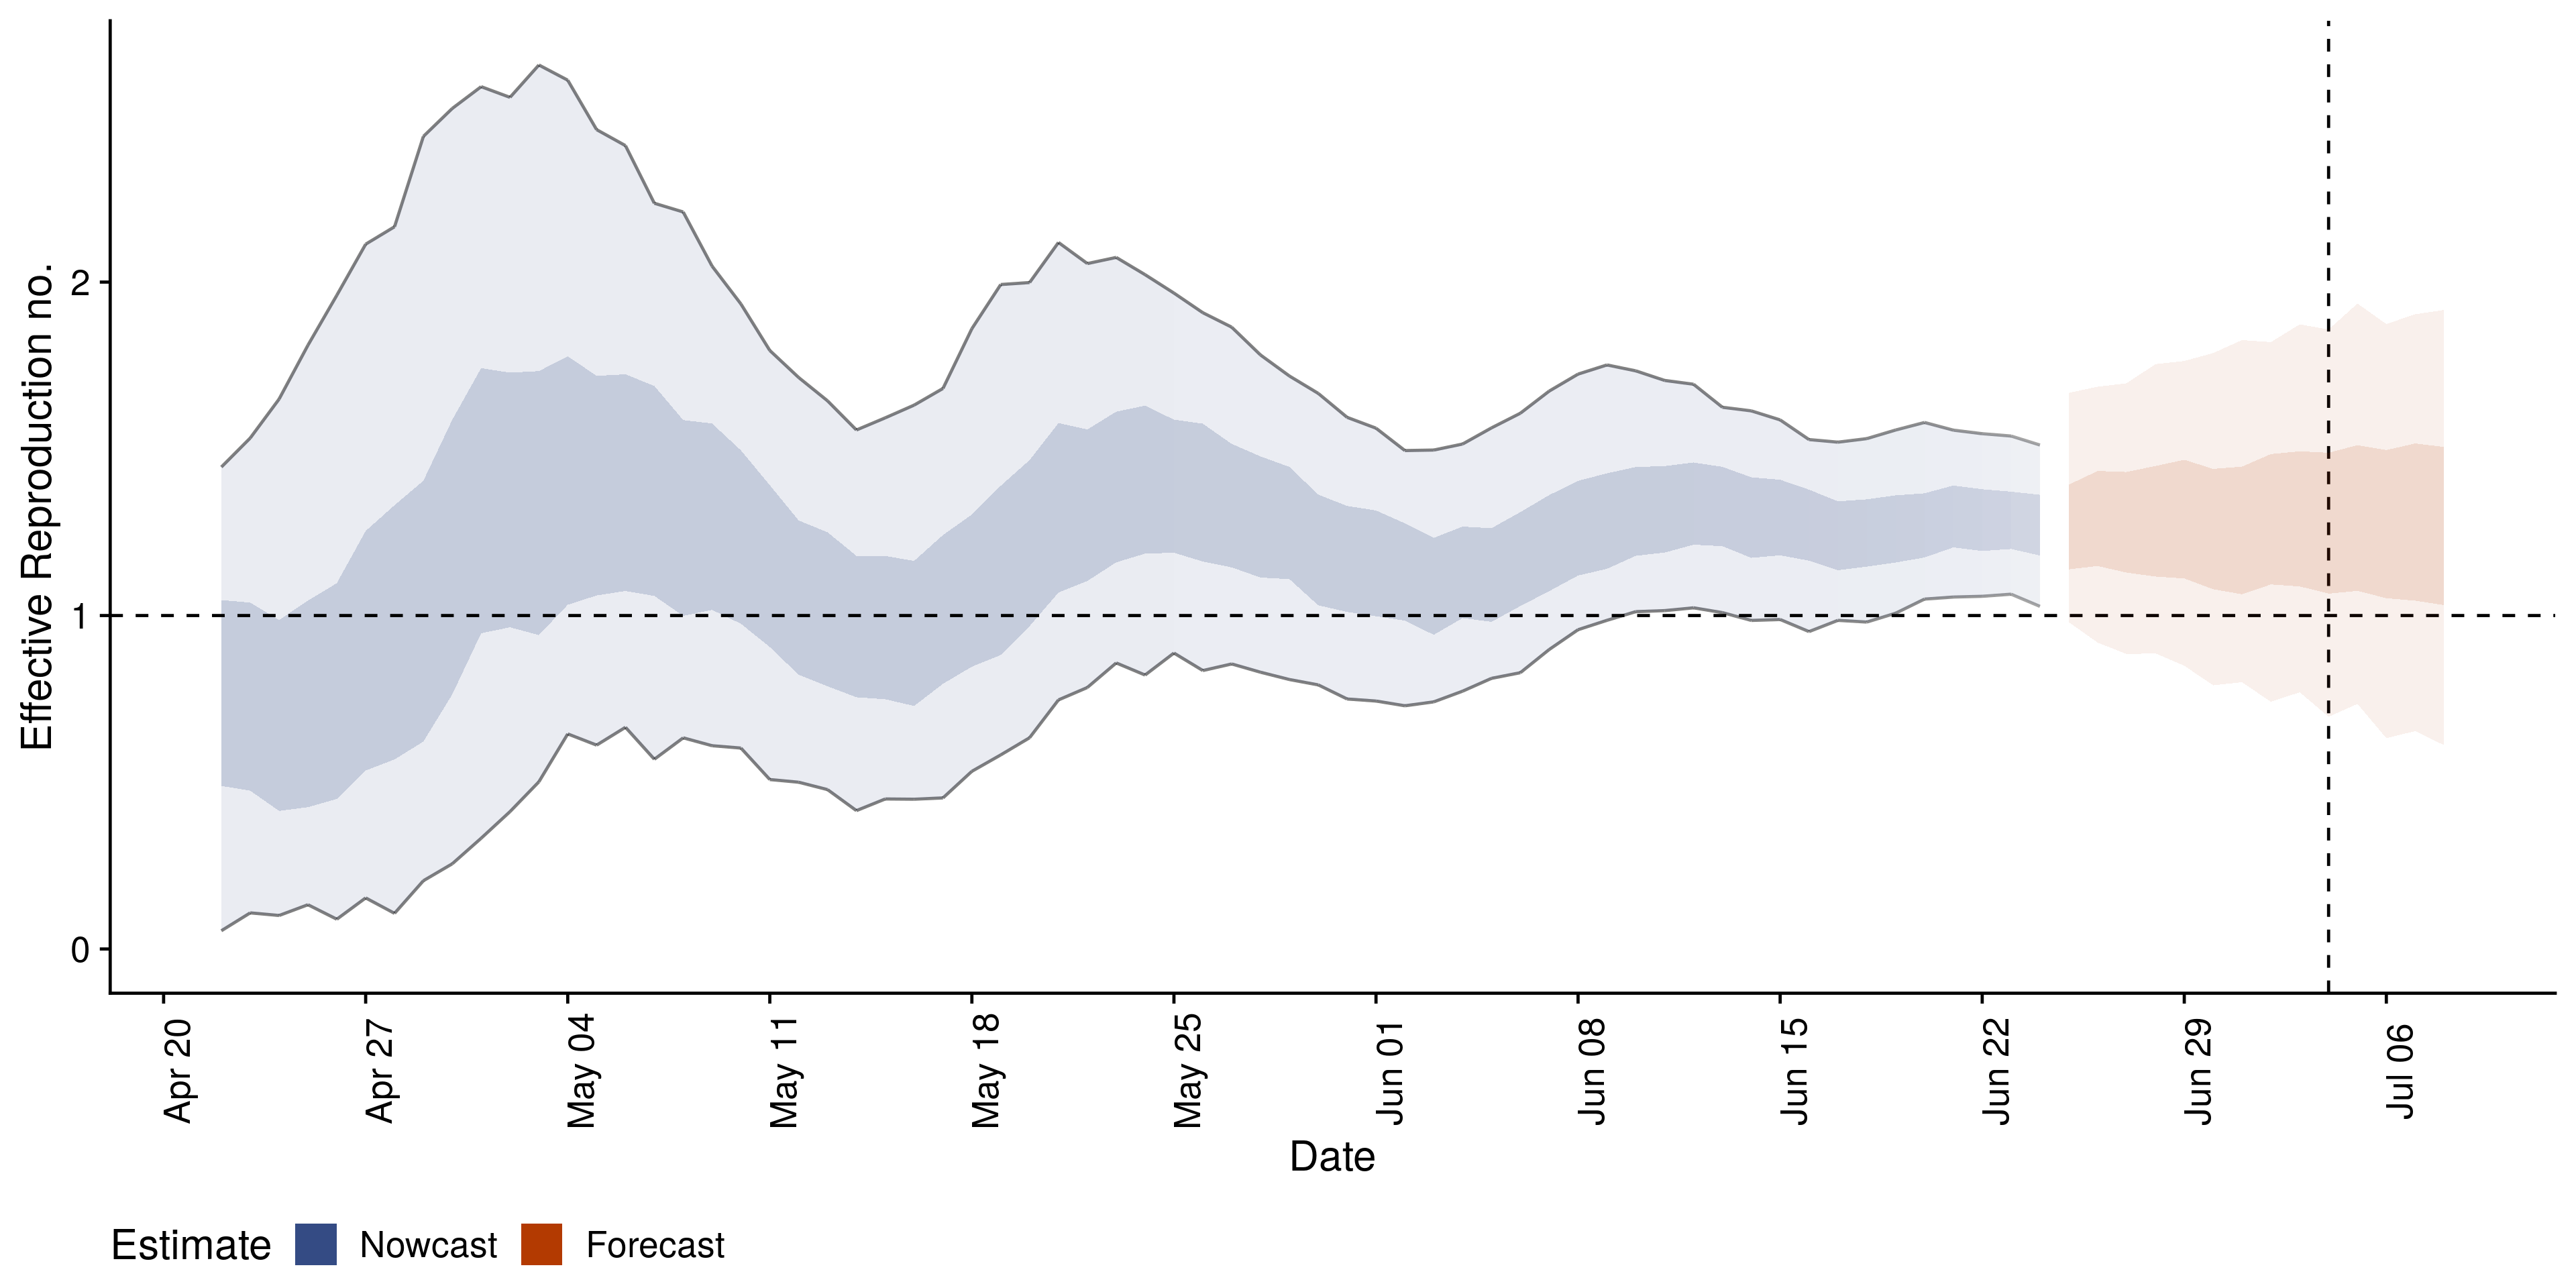 Effective Reproduction no.
2
1
0
Apr 20
Apr 27
May 04
May 11
May 18
May 25
Jun 01
Jun 08
Jun 15
Jun 22
Jun 29
Jul 06
Date
Estimate Nowcast Forecast